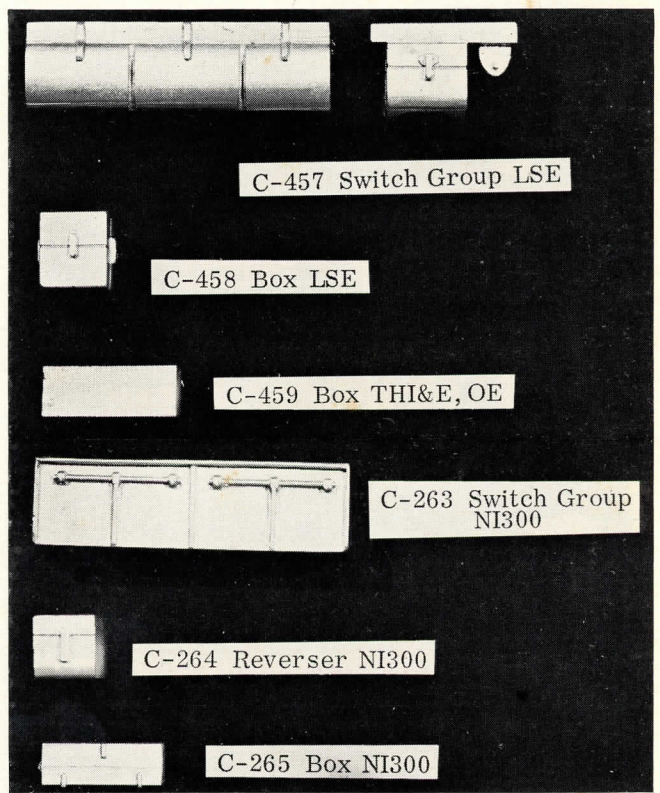 C-457 Switch Group LSE
C-458 Box LSE
C-459 Box THI&E, OE
C-263 Switch Group
NI300
C-264 Reverser NI300
C-265 Box NI300